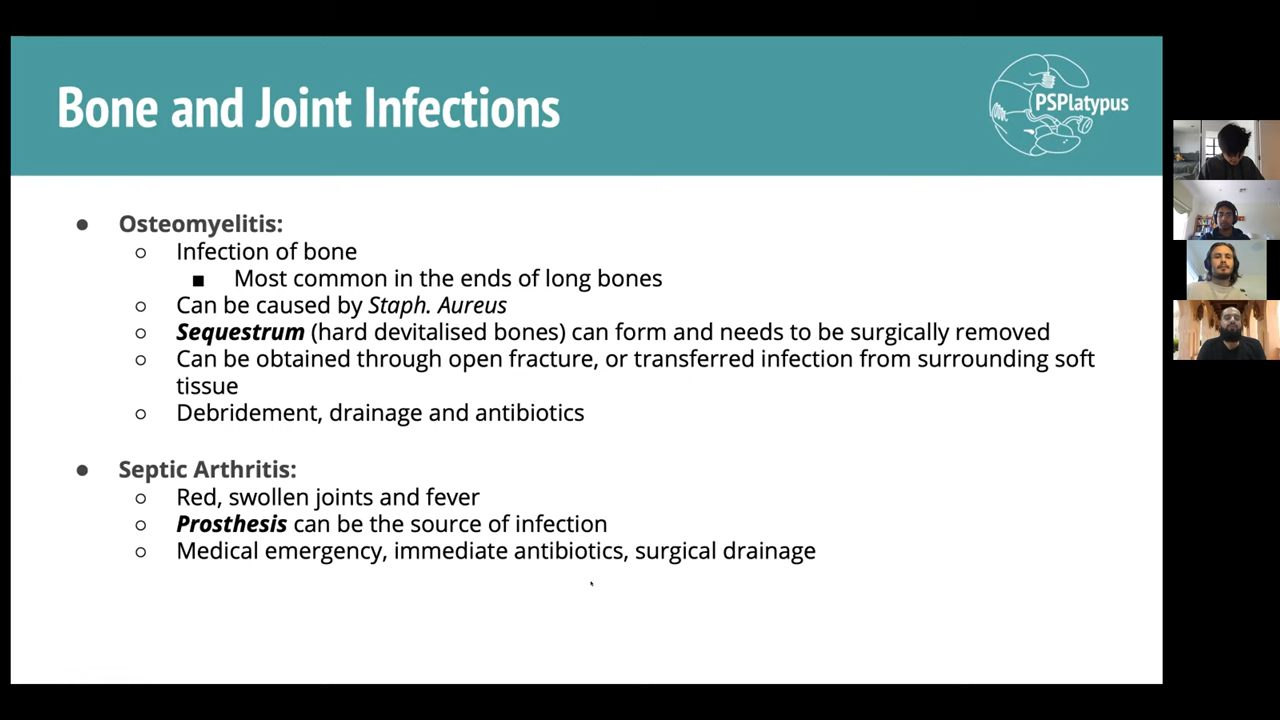 Bone and Joint Infections
PSPlatypus
● Osteomyelitis:
○ Infection of bone
■ Most common in the ends of long bones
○ Can be caused by Staph. Aureus
○ Sequestrum (hard devitalised bones) can form and needs to be surgically removed
○ Can be obtained through open fracture, or transferred infection from surrounding soft
tissue
○ Debridement, drainage and antibiotics
● Septic Arthritis:
○ Red, swollen joints and fever
○ Prosthesis can be the source of infection
○ Medical emergency, immediate antibiotics, surgical drainage